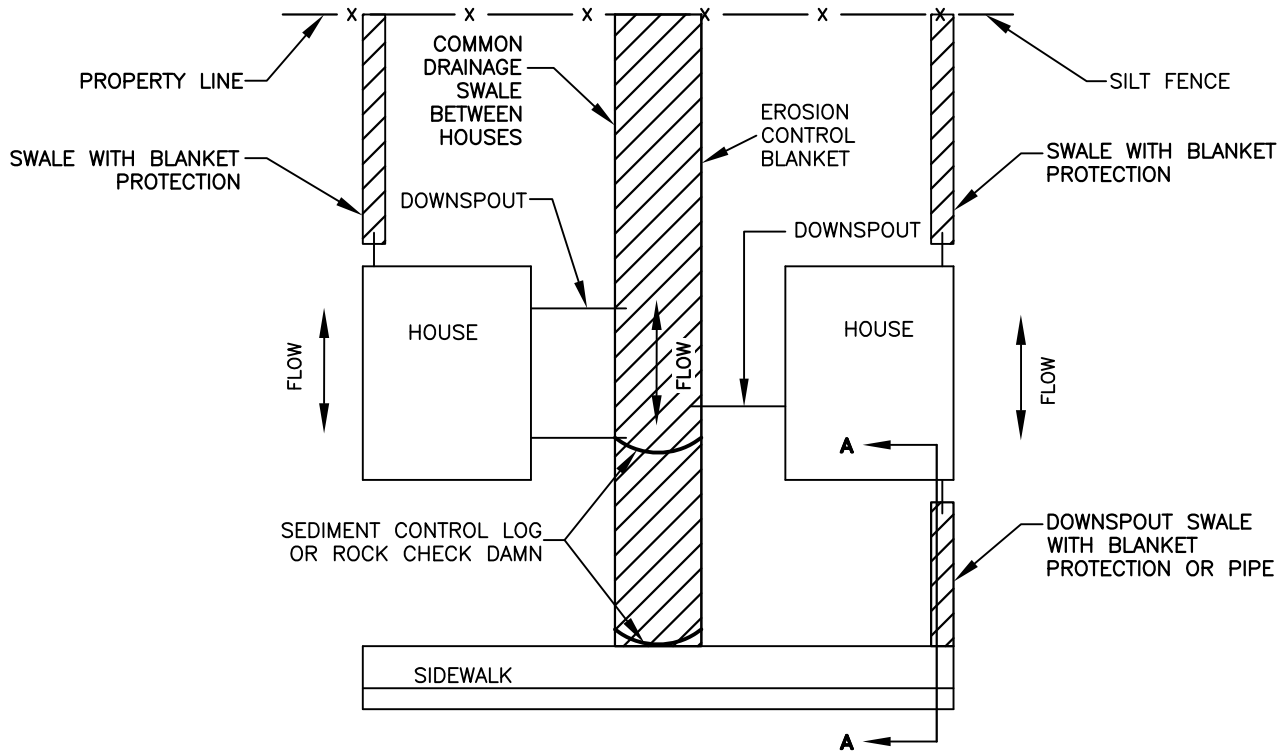 X X X X X X
PROPERTY LINE
COMMON
DRAINAGE
SWALE
BETWEEN
HOUSES
SILT FENCE
EROSION
CONTROL
BLANKET
SWALE WITH BLANKET
PROTECTION
SWALE WITH BLANKET
PROTECTION
DOWNSPOUT
DOWNSPOUT
HOUSE
HOUSE
FLOW
FLOW
FLOW
A
SEDIMENT CONTROL LOG
OR ROCK CHECK DAMN
DOWNSPOUT SWALE
WITH BLANKET
PROTECTION OR PIPE
SIDEWALK
A